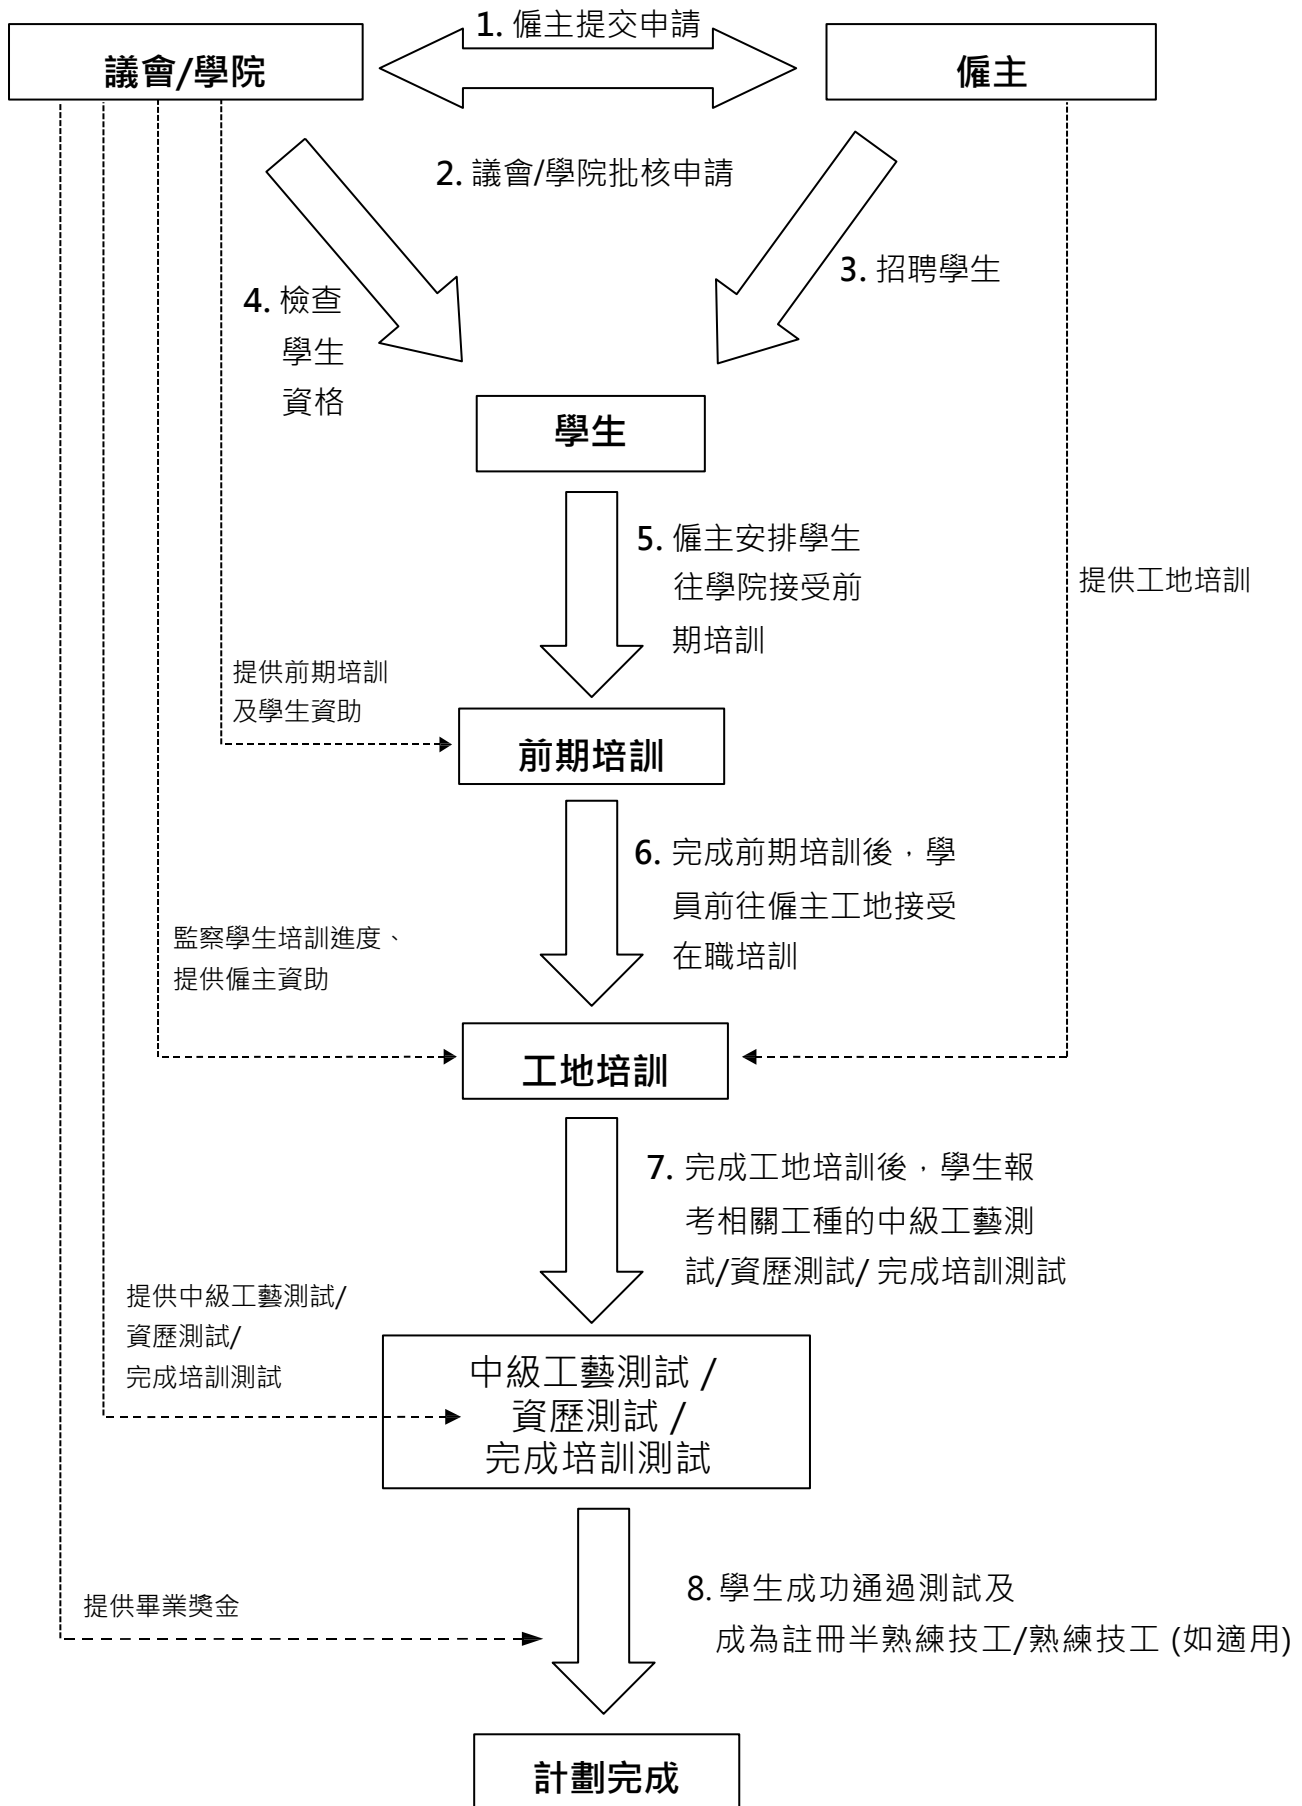 1. 僱主提交申請
議會/學院
僱主
2. 議會/學院批核申請
3. 招聘學生
4. 檢查
學生
資格
學生
5. 僱主安排學生
往學院接受前
期培訓
提供工地培訓
提供前期培訓
及學生資助
前期培訓
6. 完成前期培訓後，學
員前往僱主工地接受
在職培訓
監察學生培訓進度、
提供僱主資助
工地培訓
7. 完成工地培訓後，學生報
考相關工種的中級工藝測
試/資歷測試/ 完成培訓測試
提供中級工藝測試/
資歷測試/
完成培訓測試
中級工藝測試 /
資歷測試 /
完成培訓測試
8. 學生成功通過測試及
成為註冊半熟練技工/熟練技工 (如適用)
提供畢業獎金
計劃完成